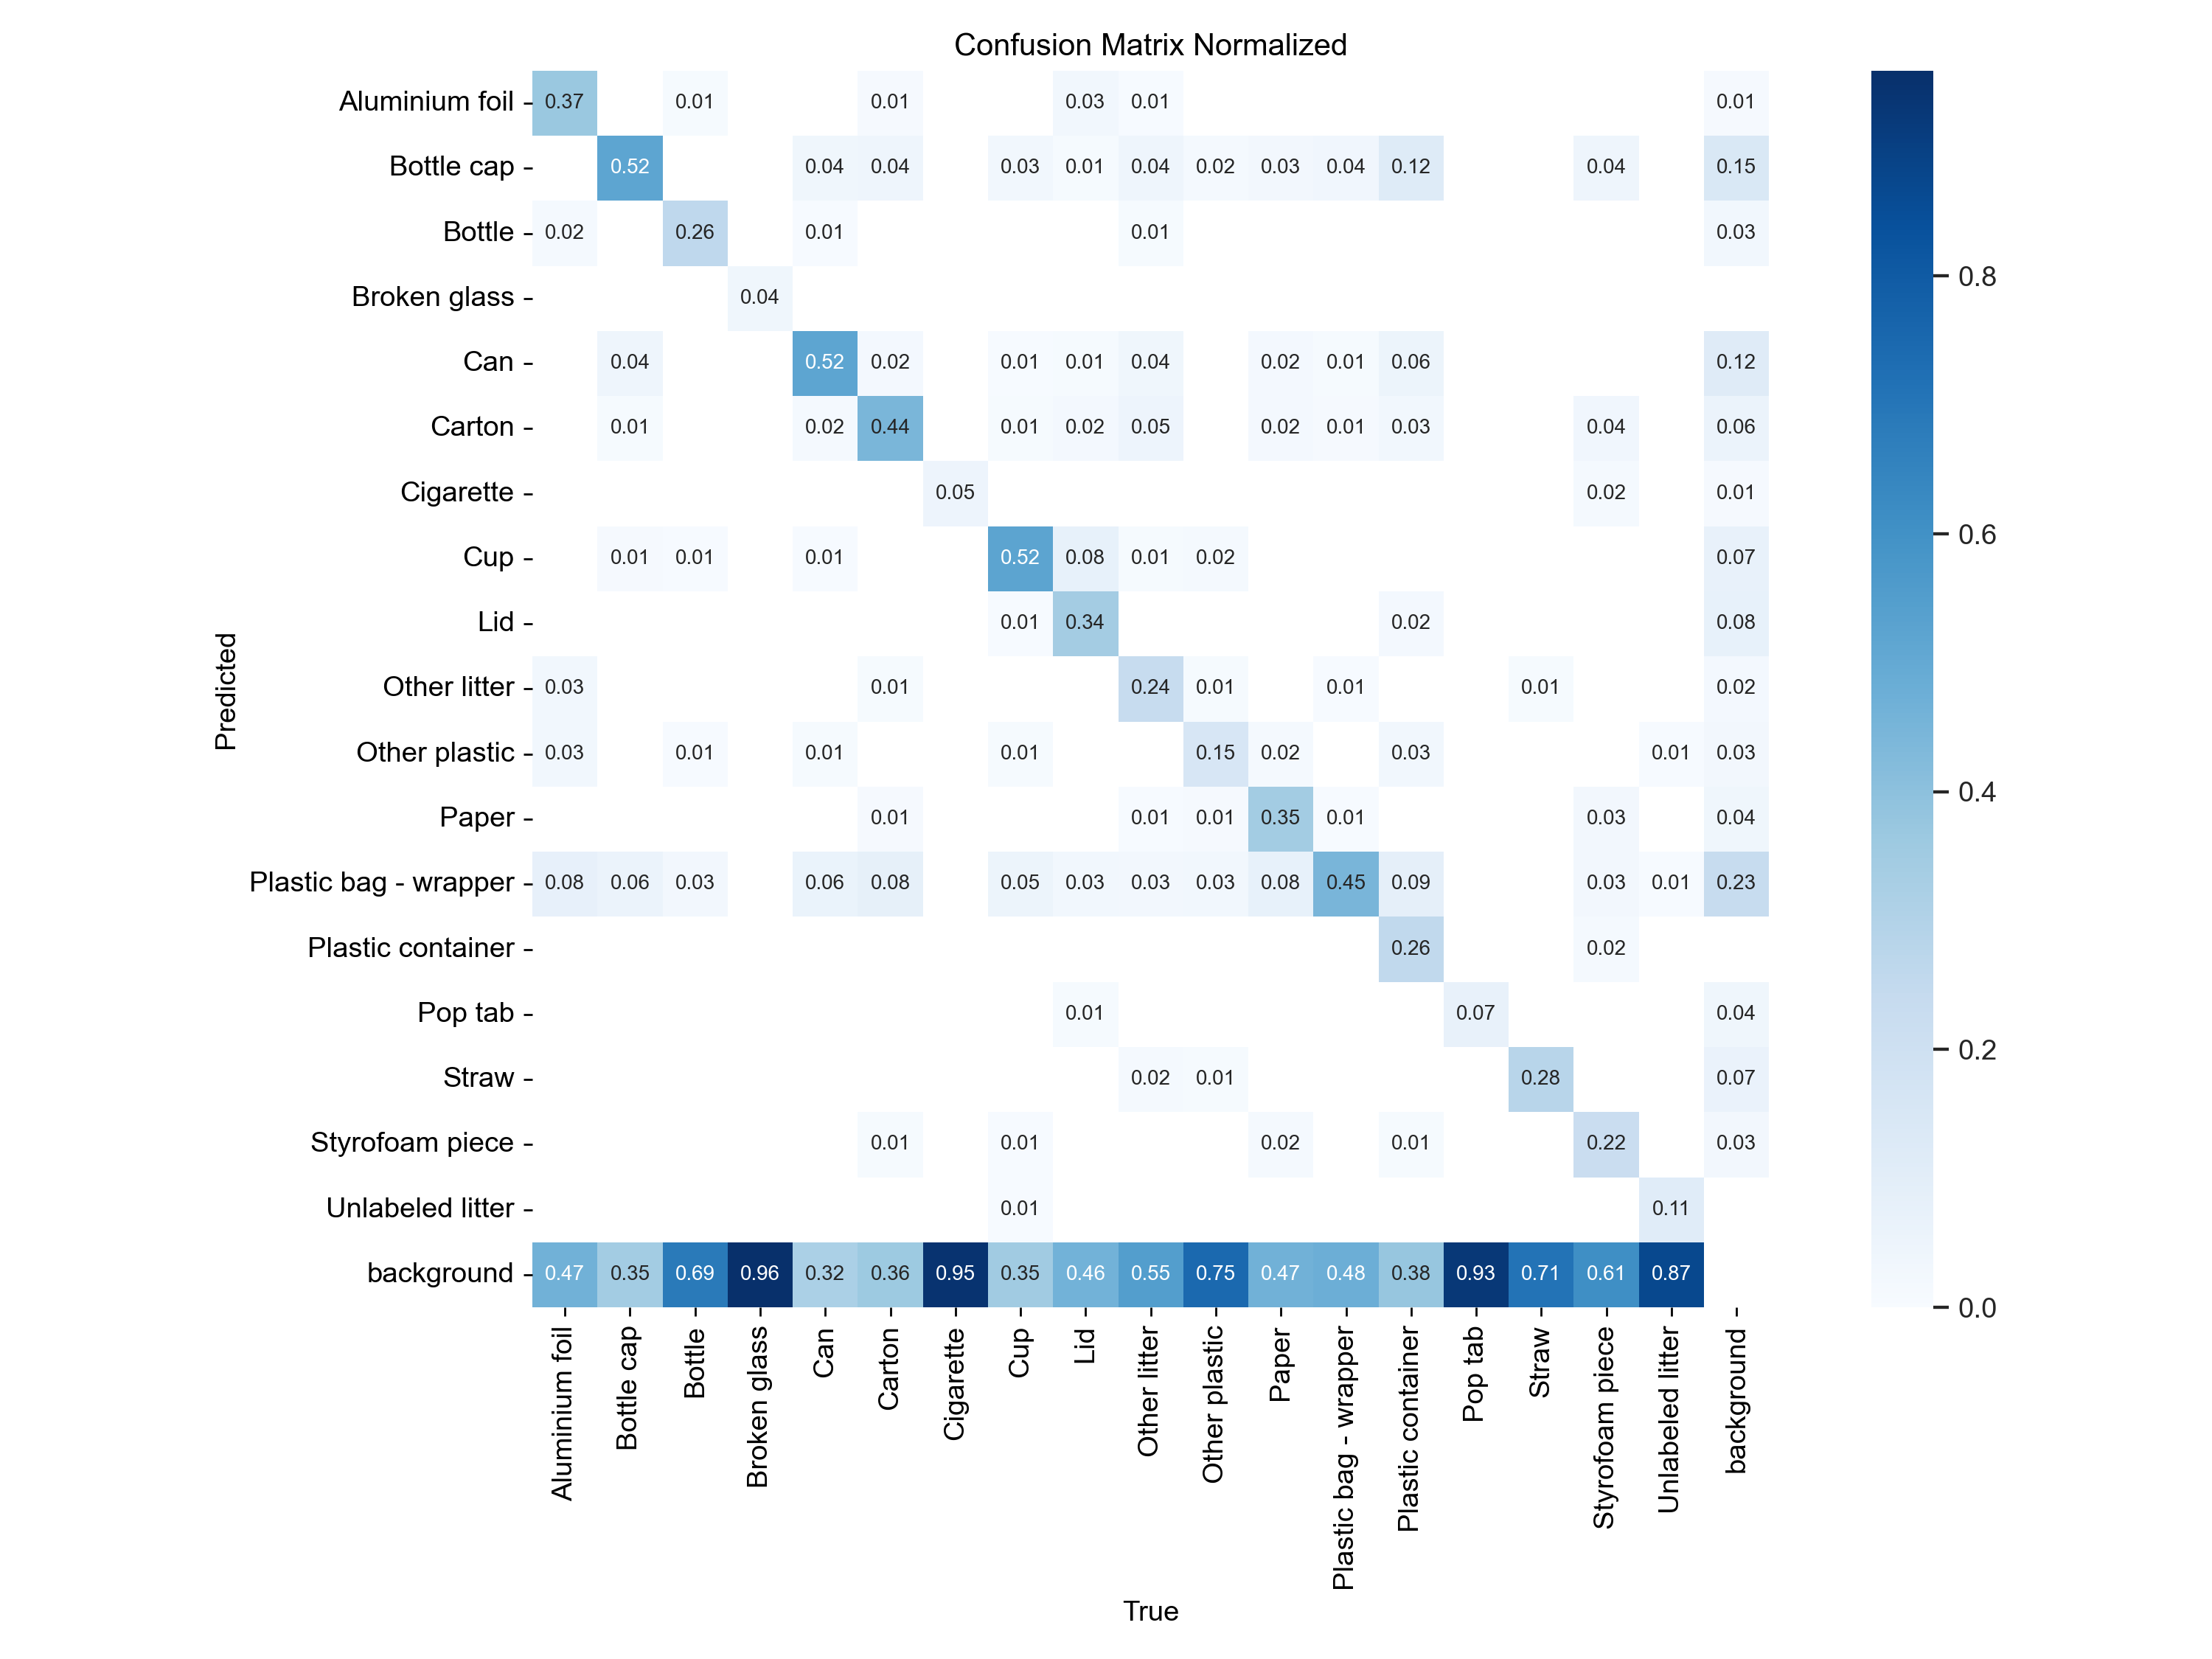 Confusion Matrix Normalized
Aluminium foil 0.37 0.01 0.01 0.03 0.01 0.01
Bottle cap 0.52 0.04 0.04 0.03 0.01 0.04 0.02 0.03 0.04 0.12 0.04 0.15
Bottle 0.02 0.26 0.01 0.01 0.03
0.8
Broken glass 0.04
Can 0.04 0.52 0.02 0.01 0.01 0.04 0.02 0.01 0.06 0.12
Carton 0.01 0.02 0.44 0.01 0.02 0.05 0.02 0.01 0.03 0.04 0.06
Cigarette 0.05 0.02 0.01
0.6
Cup 0.01 0.01 0.01 0.52 0.08 0.01 0.02 0.07
Lid 0.01 0.34 0.02 0.08
Predicted
Other litter 0.03 0.01 0.24 0.01 0.01 0.01 0.02
Other plastic 0.03 0.01 0.01 0.01 0.15 0.02 0.03 0.01 0.03
0.4
Paper 0.01 0.01 0.01 0.35 0.01 0.03 0.04
Plastic bag - wrapper 0.08 0.06 0.03 0.06 0.08 0.05 0.03 0.03 0.03 0.08 0.45 0.09 0.03 0.01 0.23
Plastic container 0.26 0.02
Pop tab 0.01 0.07 0.04
0.2
Straw 0.02 0.01 0.28 0.07
Styrofoam piece 0.01 0.01 0.02 0.01 0.22 0.03
Unlabeled litter 0.01 0.11
background 0.47 0.35 0.69 0.96 0.32 0.36 0.95 0.35 0.46 0.55 0.75 0.47 0.48 0.38 0.93 0.71 0.61 0.87
0.0
Aluminium foil
Bottle cap
Bottle
Broken glass
Can
Carton
Cigarette
Cup
Lid
Other litter
Other plastic
Paper
Plastic bag - wrapper
Plastic container
Pop tab
Straw
Styrofoam piece
Unlabeled litter
background
True